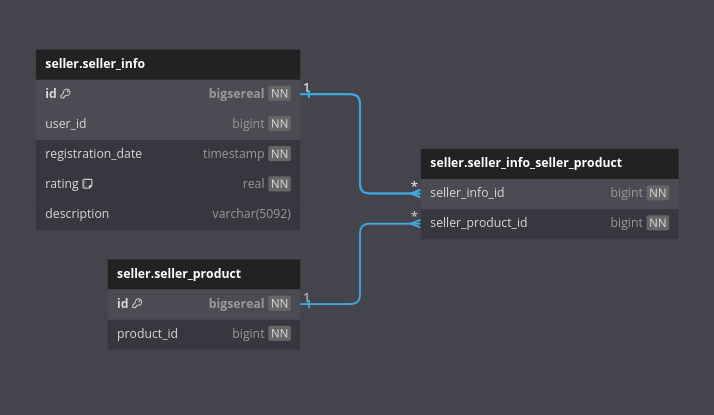 seller.seller_info
id bigsereal NN
user_id bigint NN
registration_date timestamp NN
rating real NN
description varchar(5092)
1
seller.seller_info_seller_product
* seller_info_id bigint NN
* seller_product_id bigint NN
seller.seller_product
id bigsereal NN
1
product_id bigint NN